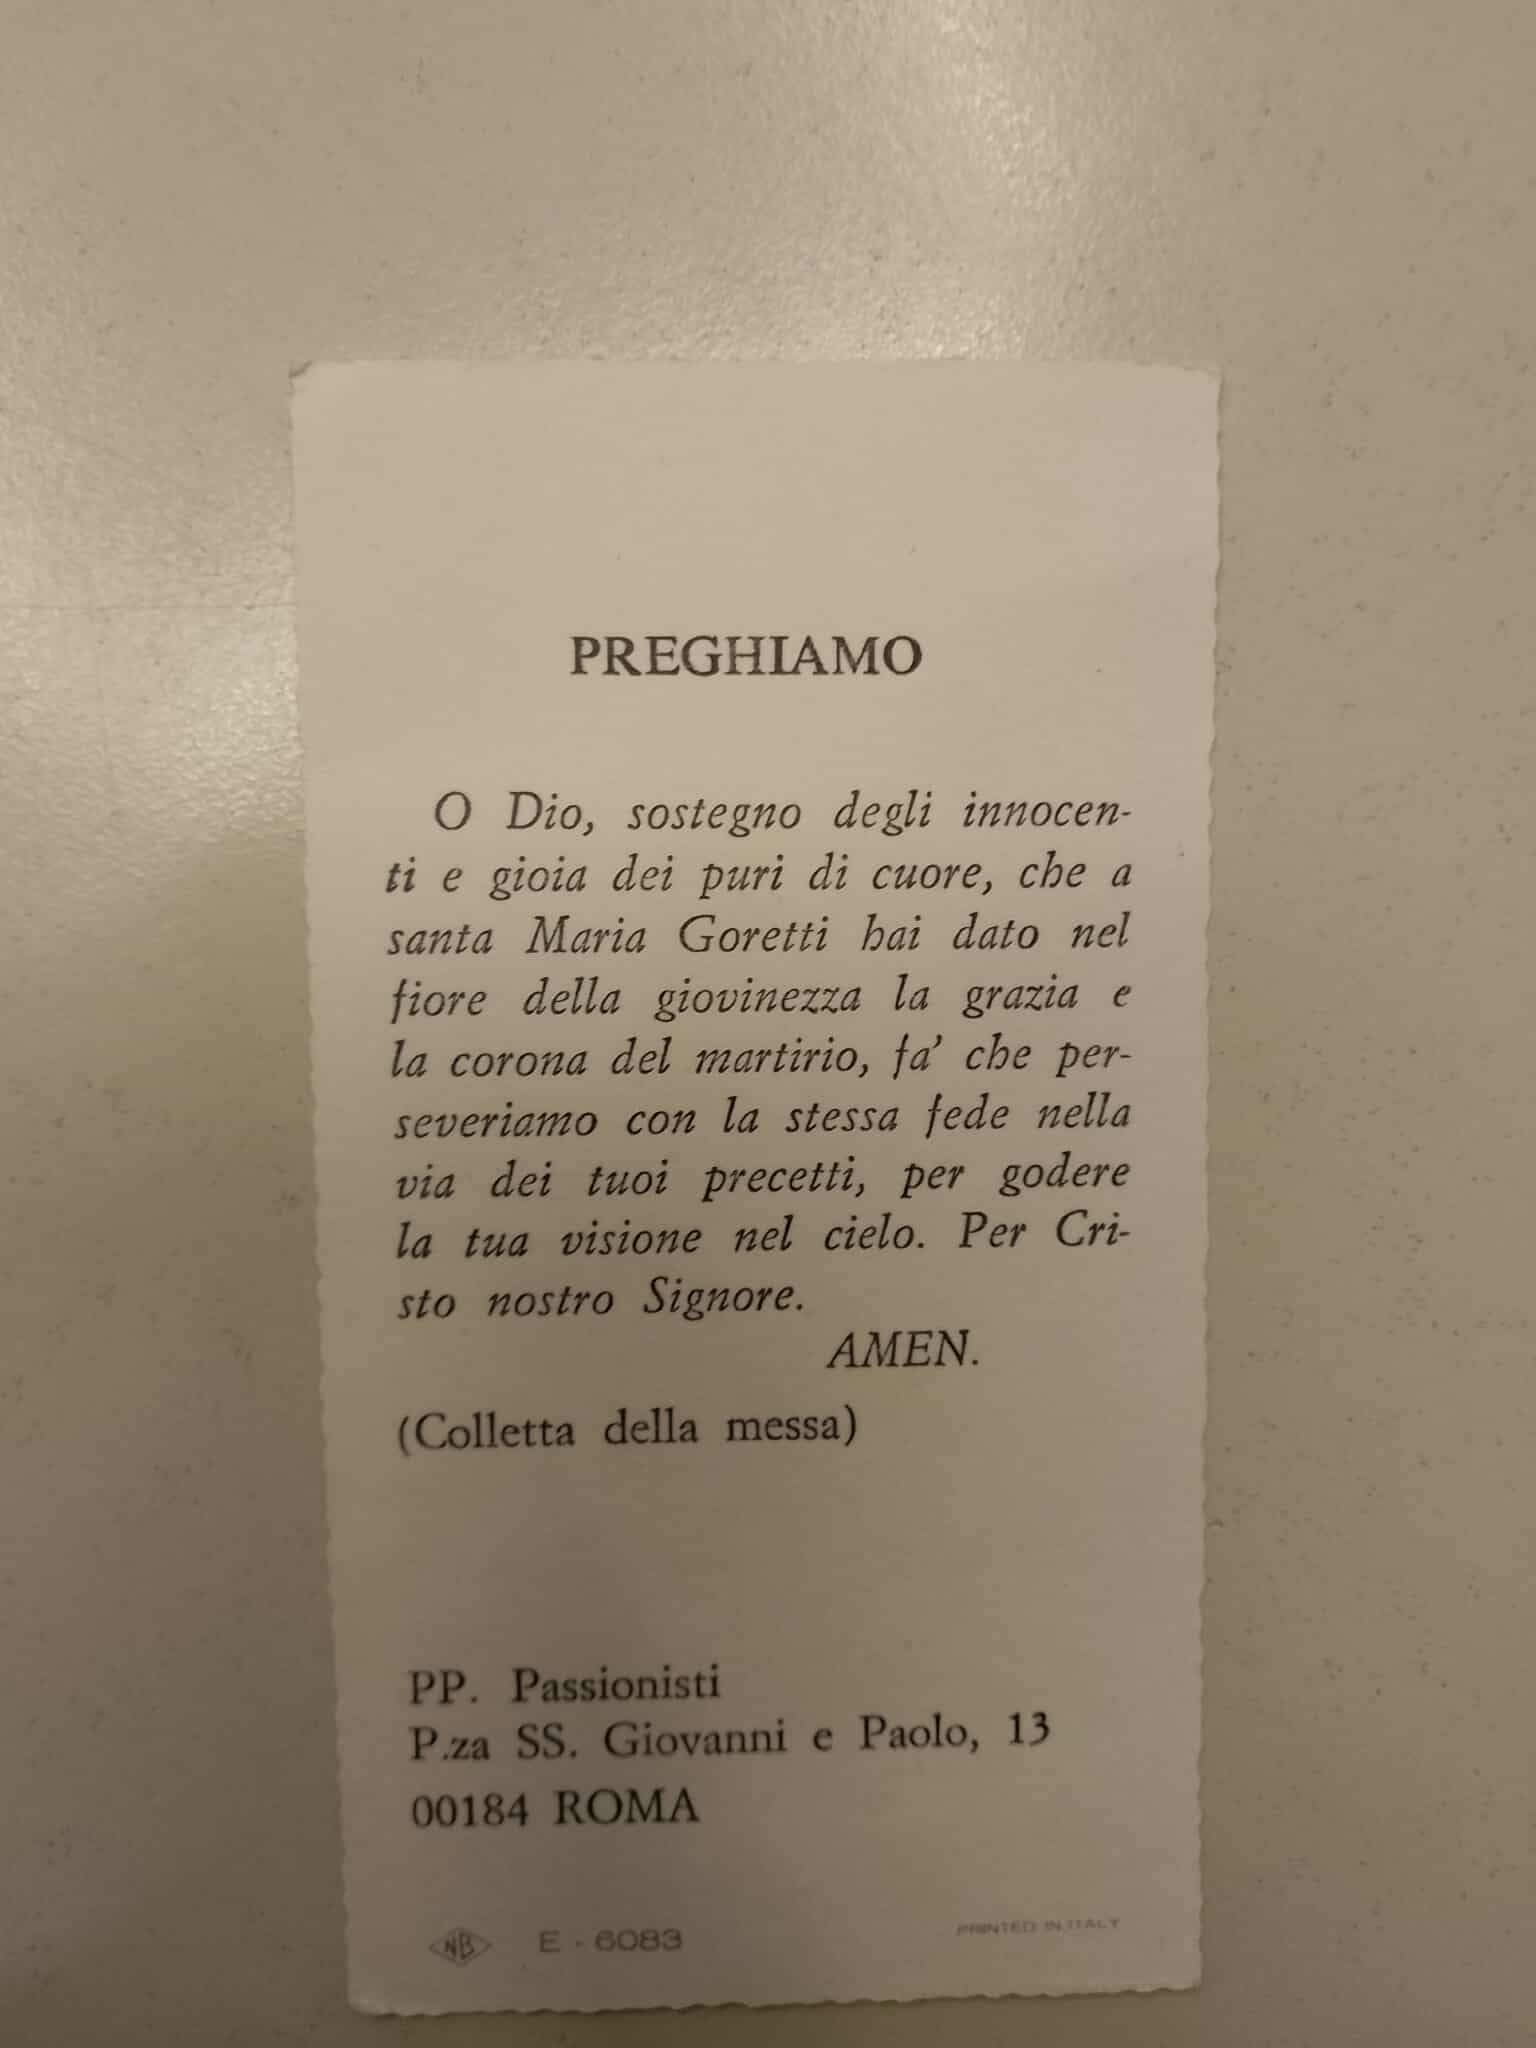 PREGHIAMO
O Dio, sostegno degli innocen-
ti e gioia dei puri di cuore, che a
santa Maria Goretti hai dato nel
fiore della giovinezza la grazia e
la corona del martirio, fa' che per-
severiamo con la stessa fede nella
via dei tuoi precetti, per godere
la tua visione nel cielo. Per Cri-
sto nostro Signore.
AMEN.
(Colletta della messa)
PP. Passionisti
P.za SS. Giovanni e Paolo, 13
00184 ROMA
NB E - 6083 PRINTED IN ITALY